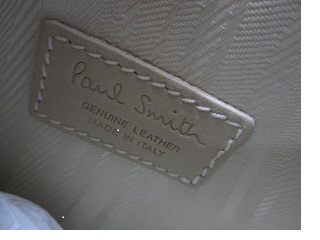 Paul Smith
GENUINE LEATHER
MADE IN ITALY